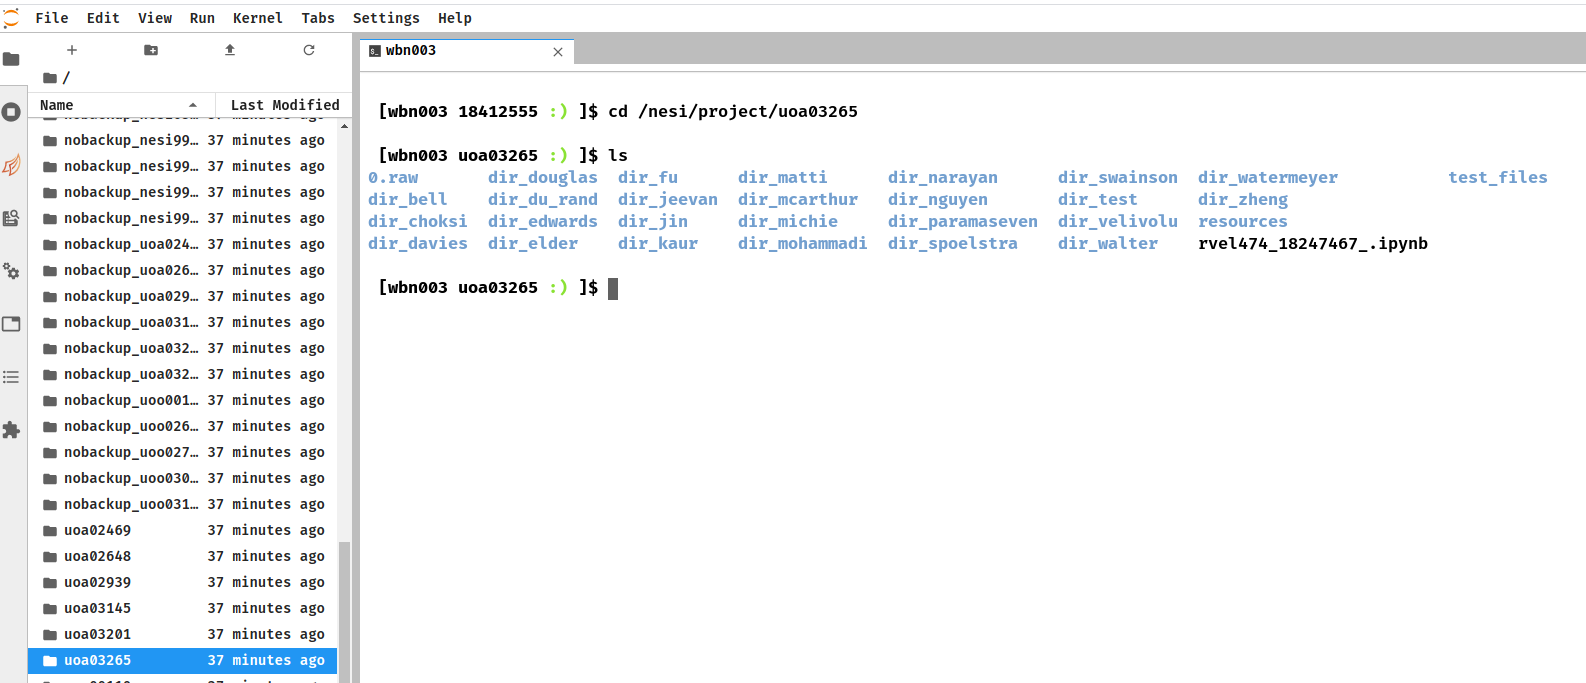 File Edit View Run Kernel Tabs Settings Help
wbn003
/
Name Last Modified
nobackup_nesi99… 37 minutes ago
nobackup_nesi99… 37 minutes ago
nobackup_nesi99… 37 minutes ago
nobackup_nesi99… 37 minutes ago
nobackup_uoa024… 37 minutes ago
nobackup_uoa026… 37 minutes ago
nobackup_uoa029… 37 minutes ago
nobackup_uoa031… 37 minutes ago
nobackup_uoa032… 37 minutes ago
nobackup_uoa032… 37 minutes ago
nobackup_uoo001… 37 minutes ago
nobackup_uoo026… 37 minutes ago
nobackup_uoo027… 37 minutes ago
nobackup_uoo030… 37 minutes ago
nobackup_uoo031… 37 minutes ago
uoa02469 37 minutes ago
uoa02648 37 minutes ago
uoa02939 37 minutes ago
uoa03145 37 minutes ago
uoa03201 37 minutes ago
uoa03265 37 minutes ago
[wbn003 18412555 :) ]$ cd /nesi/project/uoa03265
[wbn003 uoa03265 :) ]$ ls
0.raw dir_douglas dir_fu dir_matti dir_narayan dir_swainson dir_watermeyer test_files
dir_bell dir_du_rand dir_jeevan dir_mcarthur dir_nguyen dir_test dir_zheng
dir_choksi dir_edwards dir_jin dir_michie dir_paramaseven dir_velivolu resources
dir_davies dir_elder dir_kaur dir_mohammadi dir_spoelstra dir_walter rvel474_18247467_.ipynb
[wbn003 uoa03265 :) ]$